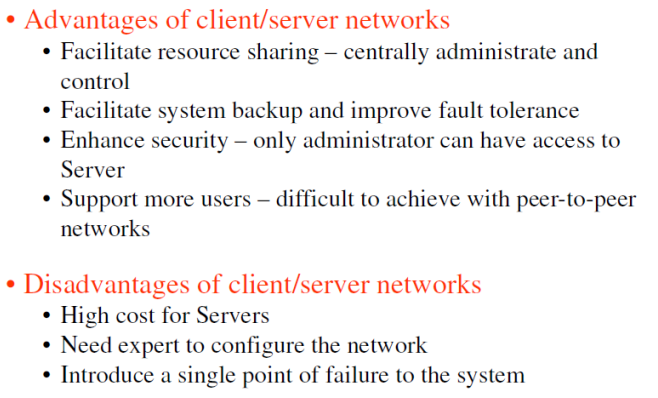 • Advantages of client/server networks
• Facilitate resource sharing – centrally administrate and
control
• Facilitate system backup and improve fault tolerance
• Enhance security – only administrator can have access to
Server
• Support more users – difficult to achieve with peer-to-peer
networks
• Disadvantages of client/server networks
• High cost for Servers
• Need expert to configure the network
• Introduce a single point of failure to the system